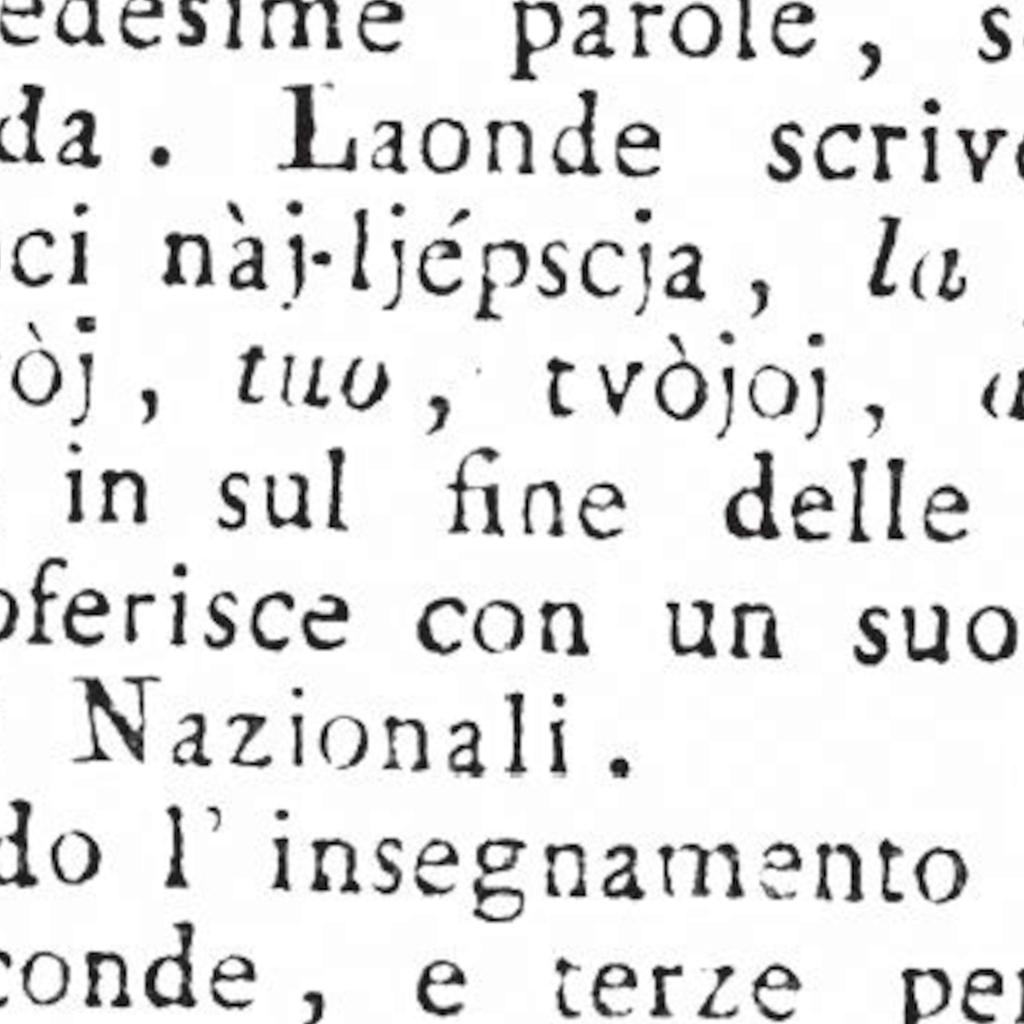 edesime parole, s
da. Laonde scrive
ci nàj-ljépscja, la
òj, tuo, tvòjoj,
in sul fine delle
oferisce con un suo
Nazionali.
do l' insegnamento
conde, e terze per